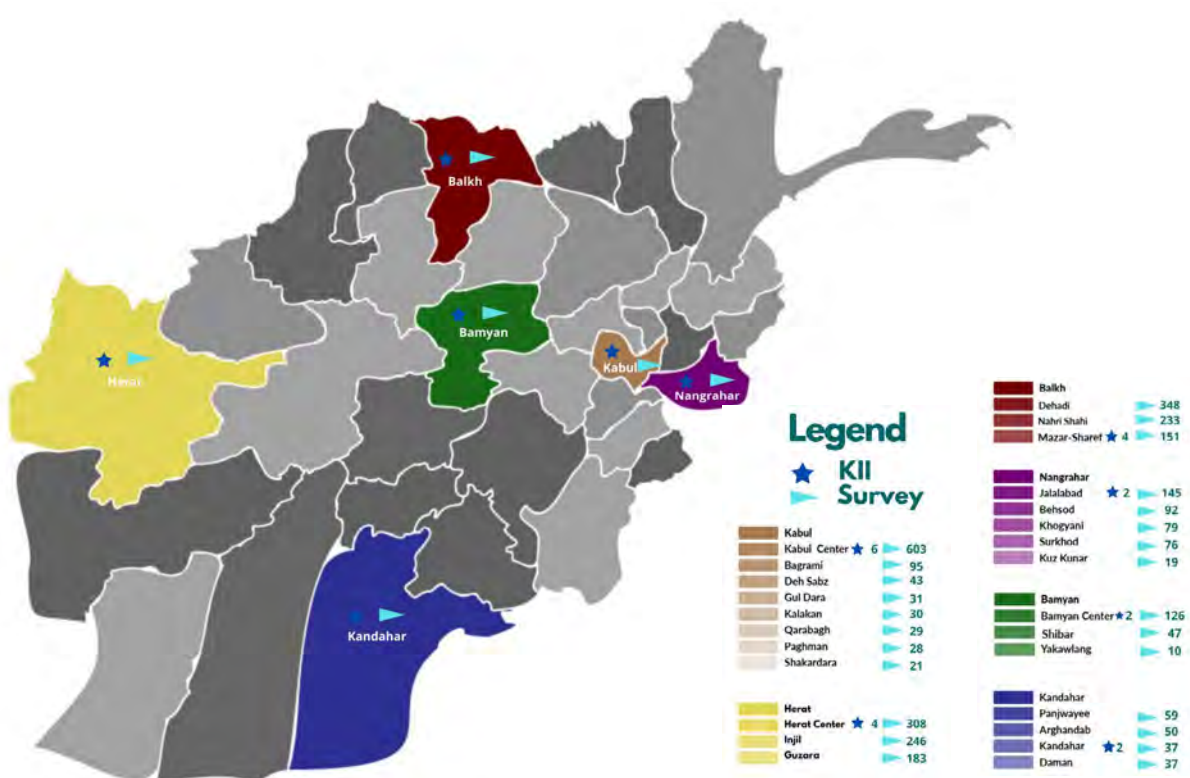 Balkh
Bamyan
Herat
Kabul
Nangrahar
Kandahar
Legend
KII
Survey
Kabul
Kabul Center 6 603
Bagrami 95
Deh Sabz 43
Gul Dara 31
Kalakan 30
Qarabagh 29
Paghman 28
Shakardara 21
Herat
Herat Center 4 308
Injil 246
Guzara 183
Balkh
Dehadi 348
Nahri Shahi 233
Mazar-Sharef 4 151
Nangrahar
Jalalabad 2 145
Behsod 92
Khogyani 79
Surkhod 76
Kuz Kunar 19
Bamyan
Bamyan Center 2 126
Shibar 47
Yakawlang 10
Kandahar
Panjwayee 59
Arghandab 50
Kandahar 2 37
Daman 37